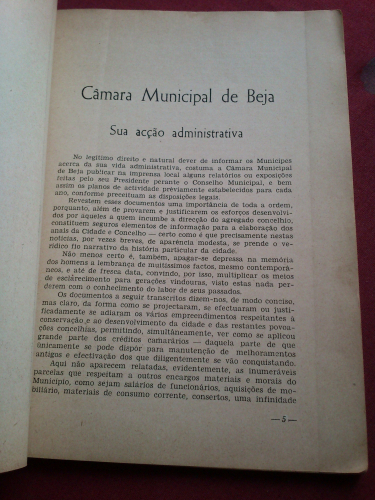 Câmara Municipal de Beja
Sua acção administrativa
No legítimo direito e natural dever de informar os Munícipes
acerca da sua vida administrativa, costuma a Câmara Municipal
de Beja publicar na imprensa local alguns relatórios ou exposições
feitas pelo seu Presidente perante o Conselho Municipal, e bem
assim os planos de actividade prèviamente estabelecidos para cada
ano, conforme preceituam as disposições legais.
Revestem esses documentos uma importância de toda a ordem,
porquanto, além de provarem e justificarem os esforços desenvolvi-
dos por aqueles a quem incumbe a direcção do agregado concelhio,
constituem seguros elementos de informação para a elaboração dos
anais da Cidade e Concelho — certo como é que precisamente nestas
notícias, por vezes breves, de aparência modesta, se prende o ve-
rídico fio narrativo da história particular da cidade.
Não menos certo é, também, apagar-se depressa na memória
dos homens a lembrança de muitíssimos factos, mesmo contemporâ-
neos, e até de fresca data, convindo, por isso, multiplicar os meios
de esclarecimento para gerações vindouras, visto estas nada per-
derem com o conhecimento do labor de seus passados.
Os documentos a seguir transcritos dizem-nos, de modo conciso,
mas claro, da forma como se projectaram, se efectuaram ou justi-
ficadamente se adiaram os vários empreendimentos respeitantes à
conservação e ao desenvolvimento da cidade e das restantes povoa-
ções concelhias, permitindo, simultâneamente, ver como se aplicou
grande parte dos créditos camarários — daquela parte de que
ùnicamente se pode dispôr para manutenção de melhoramentos
antigos e efectivação dos que diligentemente se vão conquistando.
Aqui não aparecem relatadas, evidentemente, as inumeráveis
parcelas que respeitam a outros encargos materiais e morais do
Município, como sejam salários de funcionários, aquisições de mo-
biliário, materiais de consumo corrente, consertos, uma infinidade
— 5 —